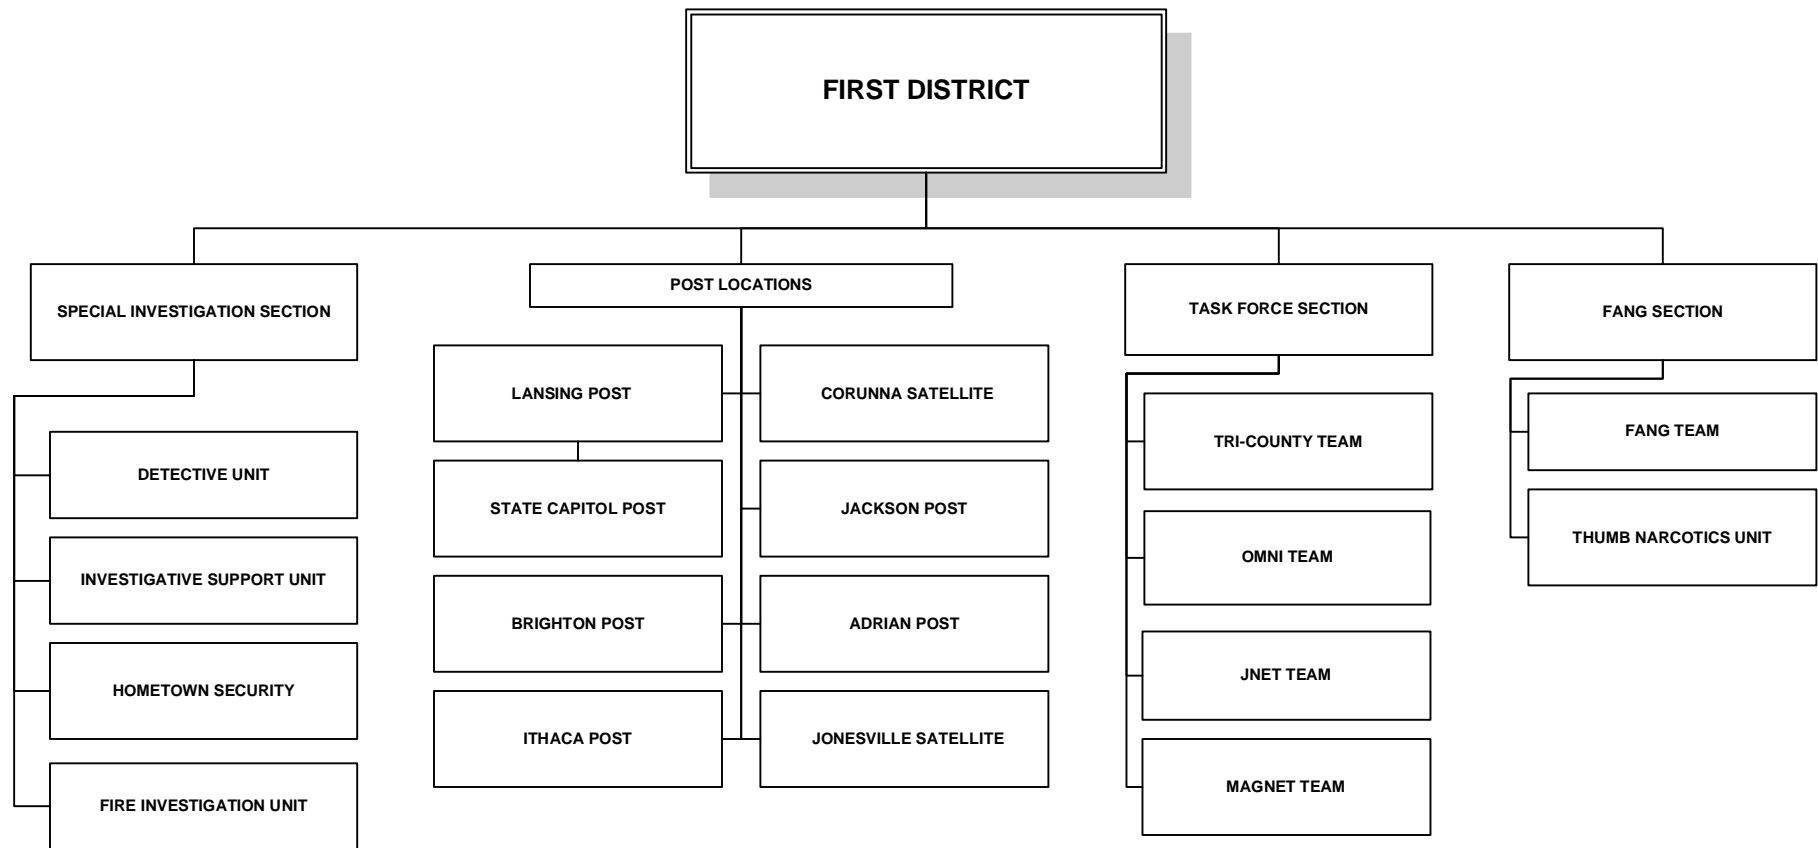 FIRST DISTRICT
SPECIAL INVESTIGATION SECTION
DETECTIVE UNIT
INVESTIGATIVE SUPPORT UNIT
HOMETOWN SECURITY
FIRE INVESTIGATION UNIT
POST LOCATIONS
LANSING POST
CORUNNA SATELLITE
STATE CAPITOL POST
JACKSON POST
BRIGHTON POST
ADRIAN POST
ITHACA POST
JONESVILLE SATELLITE
TASK FORCE SECTION
TRI-COUNTY TEAM
OMNI TEAM
JNET TEAM
MAGNET TEAM
FANG SECTION
FANG TEAM
THUMB NARCOTICS UNIT